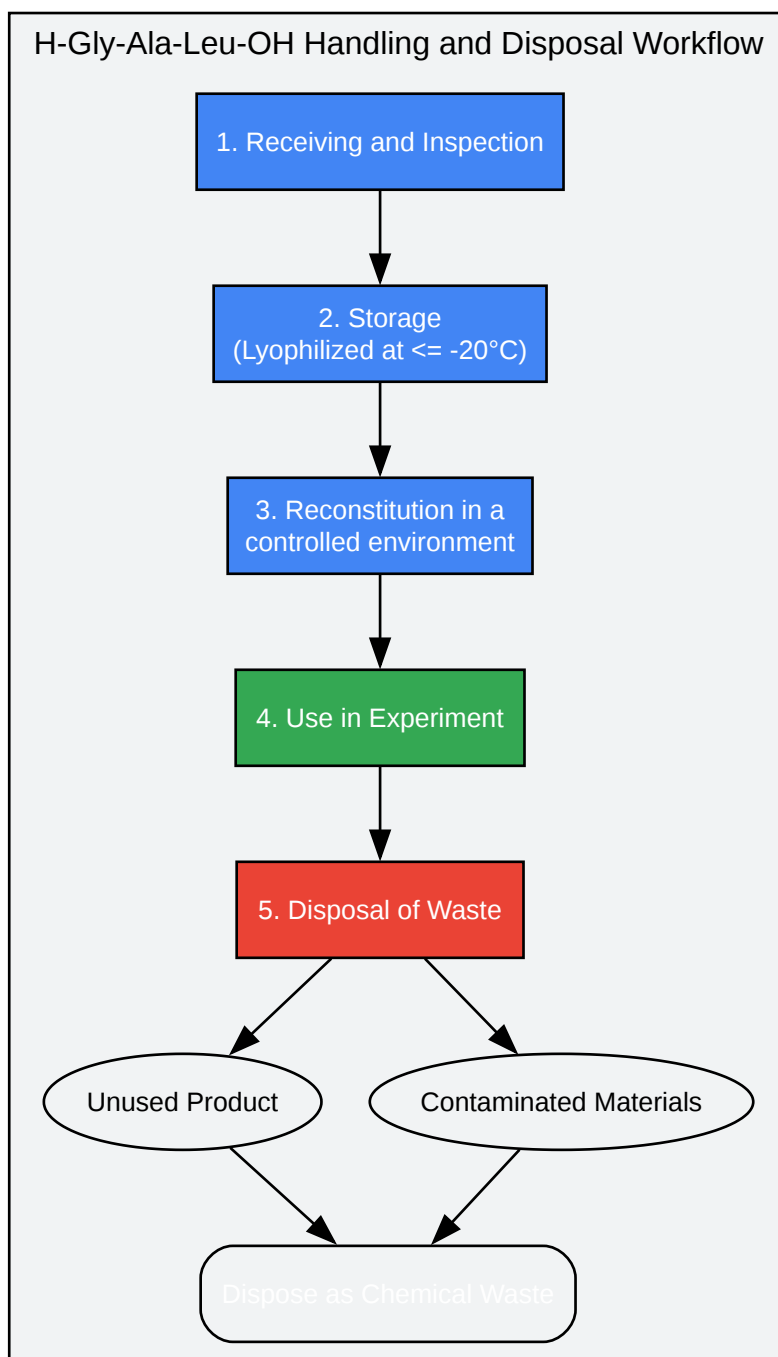 H-Gly-Ala-Leu-OH Handling and Disposal Workflow
1. Receiving and Inspection
2. Storage
(Lyophilized at <= -20°C)
3. Reconstitution in a
controlled environment
4. Use in Experiment
5. Disposal of Waste
Unused Product
Contaminated Materials
Dispose as Chemical Waste